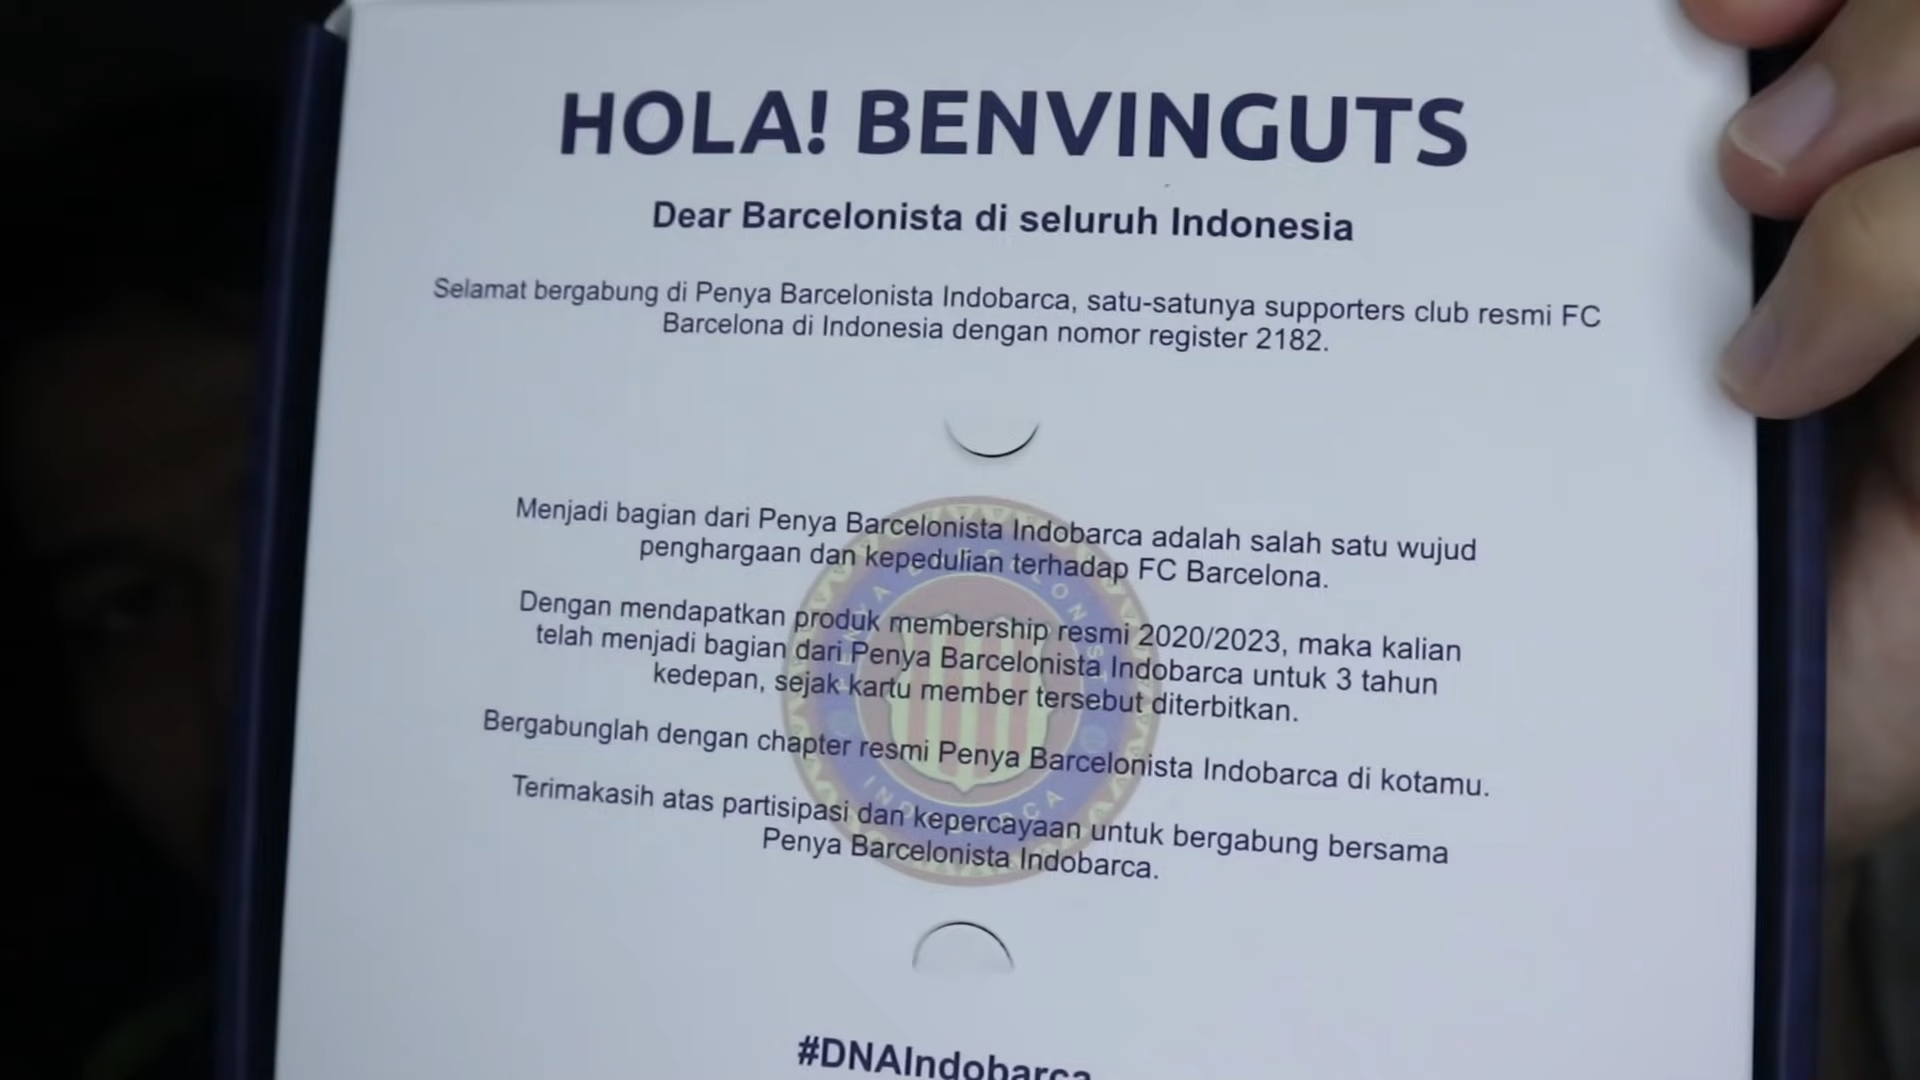 HOLA! BENVINGUTS
Dear Barcelonista di seluruh Indonesia
Selamat bergabung di Penya Barcelonista Indobarca, satu-satunya supporters club resmi FC
Barcelona di Indonesia dengan nomor register 2182.
Menjadi bagian dari Penya Barcelonista Indobarca adalah salah satu wujud
penghargaan dan kepedulian terhadap FC Barcelona.
Dengan mendapatkan produk membership resmi 2020/2023, maka kalian
telah menjadi bagian dari Penya Barcelonista Indobarca untuk 3 tahun
kedepan, sejak kartu member tersebut diterbitkan.
Bergabunglah dengan chapter resmi Penya Barcelonista Indobarca di kotamu.
Terimakasih atas partisipasi dan kepercayaan untuk bergabung bersama
Penya Barcelonista Indobarca.
#DNAIndobarca